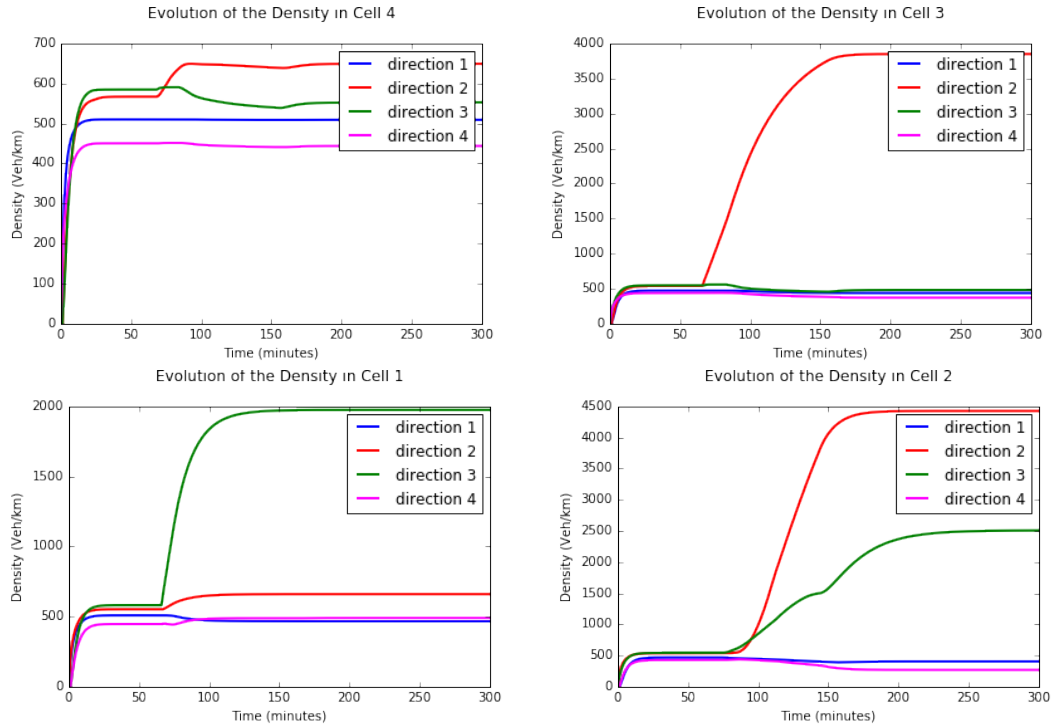 Evolution of the Density in Cell 4
Density (Veh/km)
700
600
500
400
300
200
100
0
direction 1
direction 2
direction 3
direction 4
0 50 100 150 200 250 300
Time (minutes)
Evolution of the Density in Cell 3
Density (Veh/km)
4000
3500
3000
2500
2000
1500
1000
500
0
direction 1
direction 2
direction 3
direction 4
0 50 100 150 200 250 300
Time (minutes)
Evolution of the Density in Cell 1
Density (Veh/km)
2000
1500
1000
500
0
direction 1
direction 2
direction 3
direction 4
0 50 100 150 200 250 300
Time (minutes)
Evolution of the Density in Cell 2
Density (Veh/km)
4500
4000
3500
3000
2500
2000
1500
1000
500
0
direction 1
direction 2
direction 3
direction 4
0 50 100 150 200 250 300
Time (minutes)